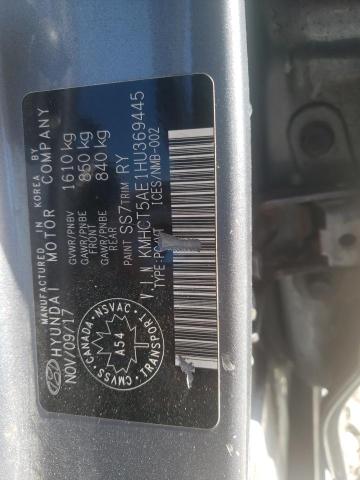 MANUFACTURED IN KOREA BY
HYUNDAI MOTOR COMPANY
NOV/09/17
GVWR/PNBV 1610 kg
GAWR/PNBE FRONT 850 kg
GAWR/PNBE REAR 840 kg
PAINT SS7 TRIM RY
V.I.N KMHCT5AE1HU369445
TYPE:
ICES/NMB-002
CANADA • NSVAC
A54
CMVSS • TRANSPORT